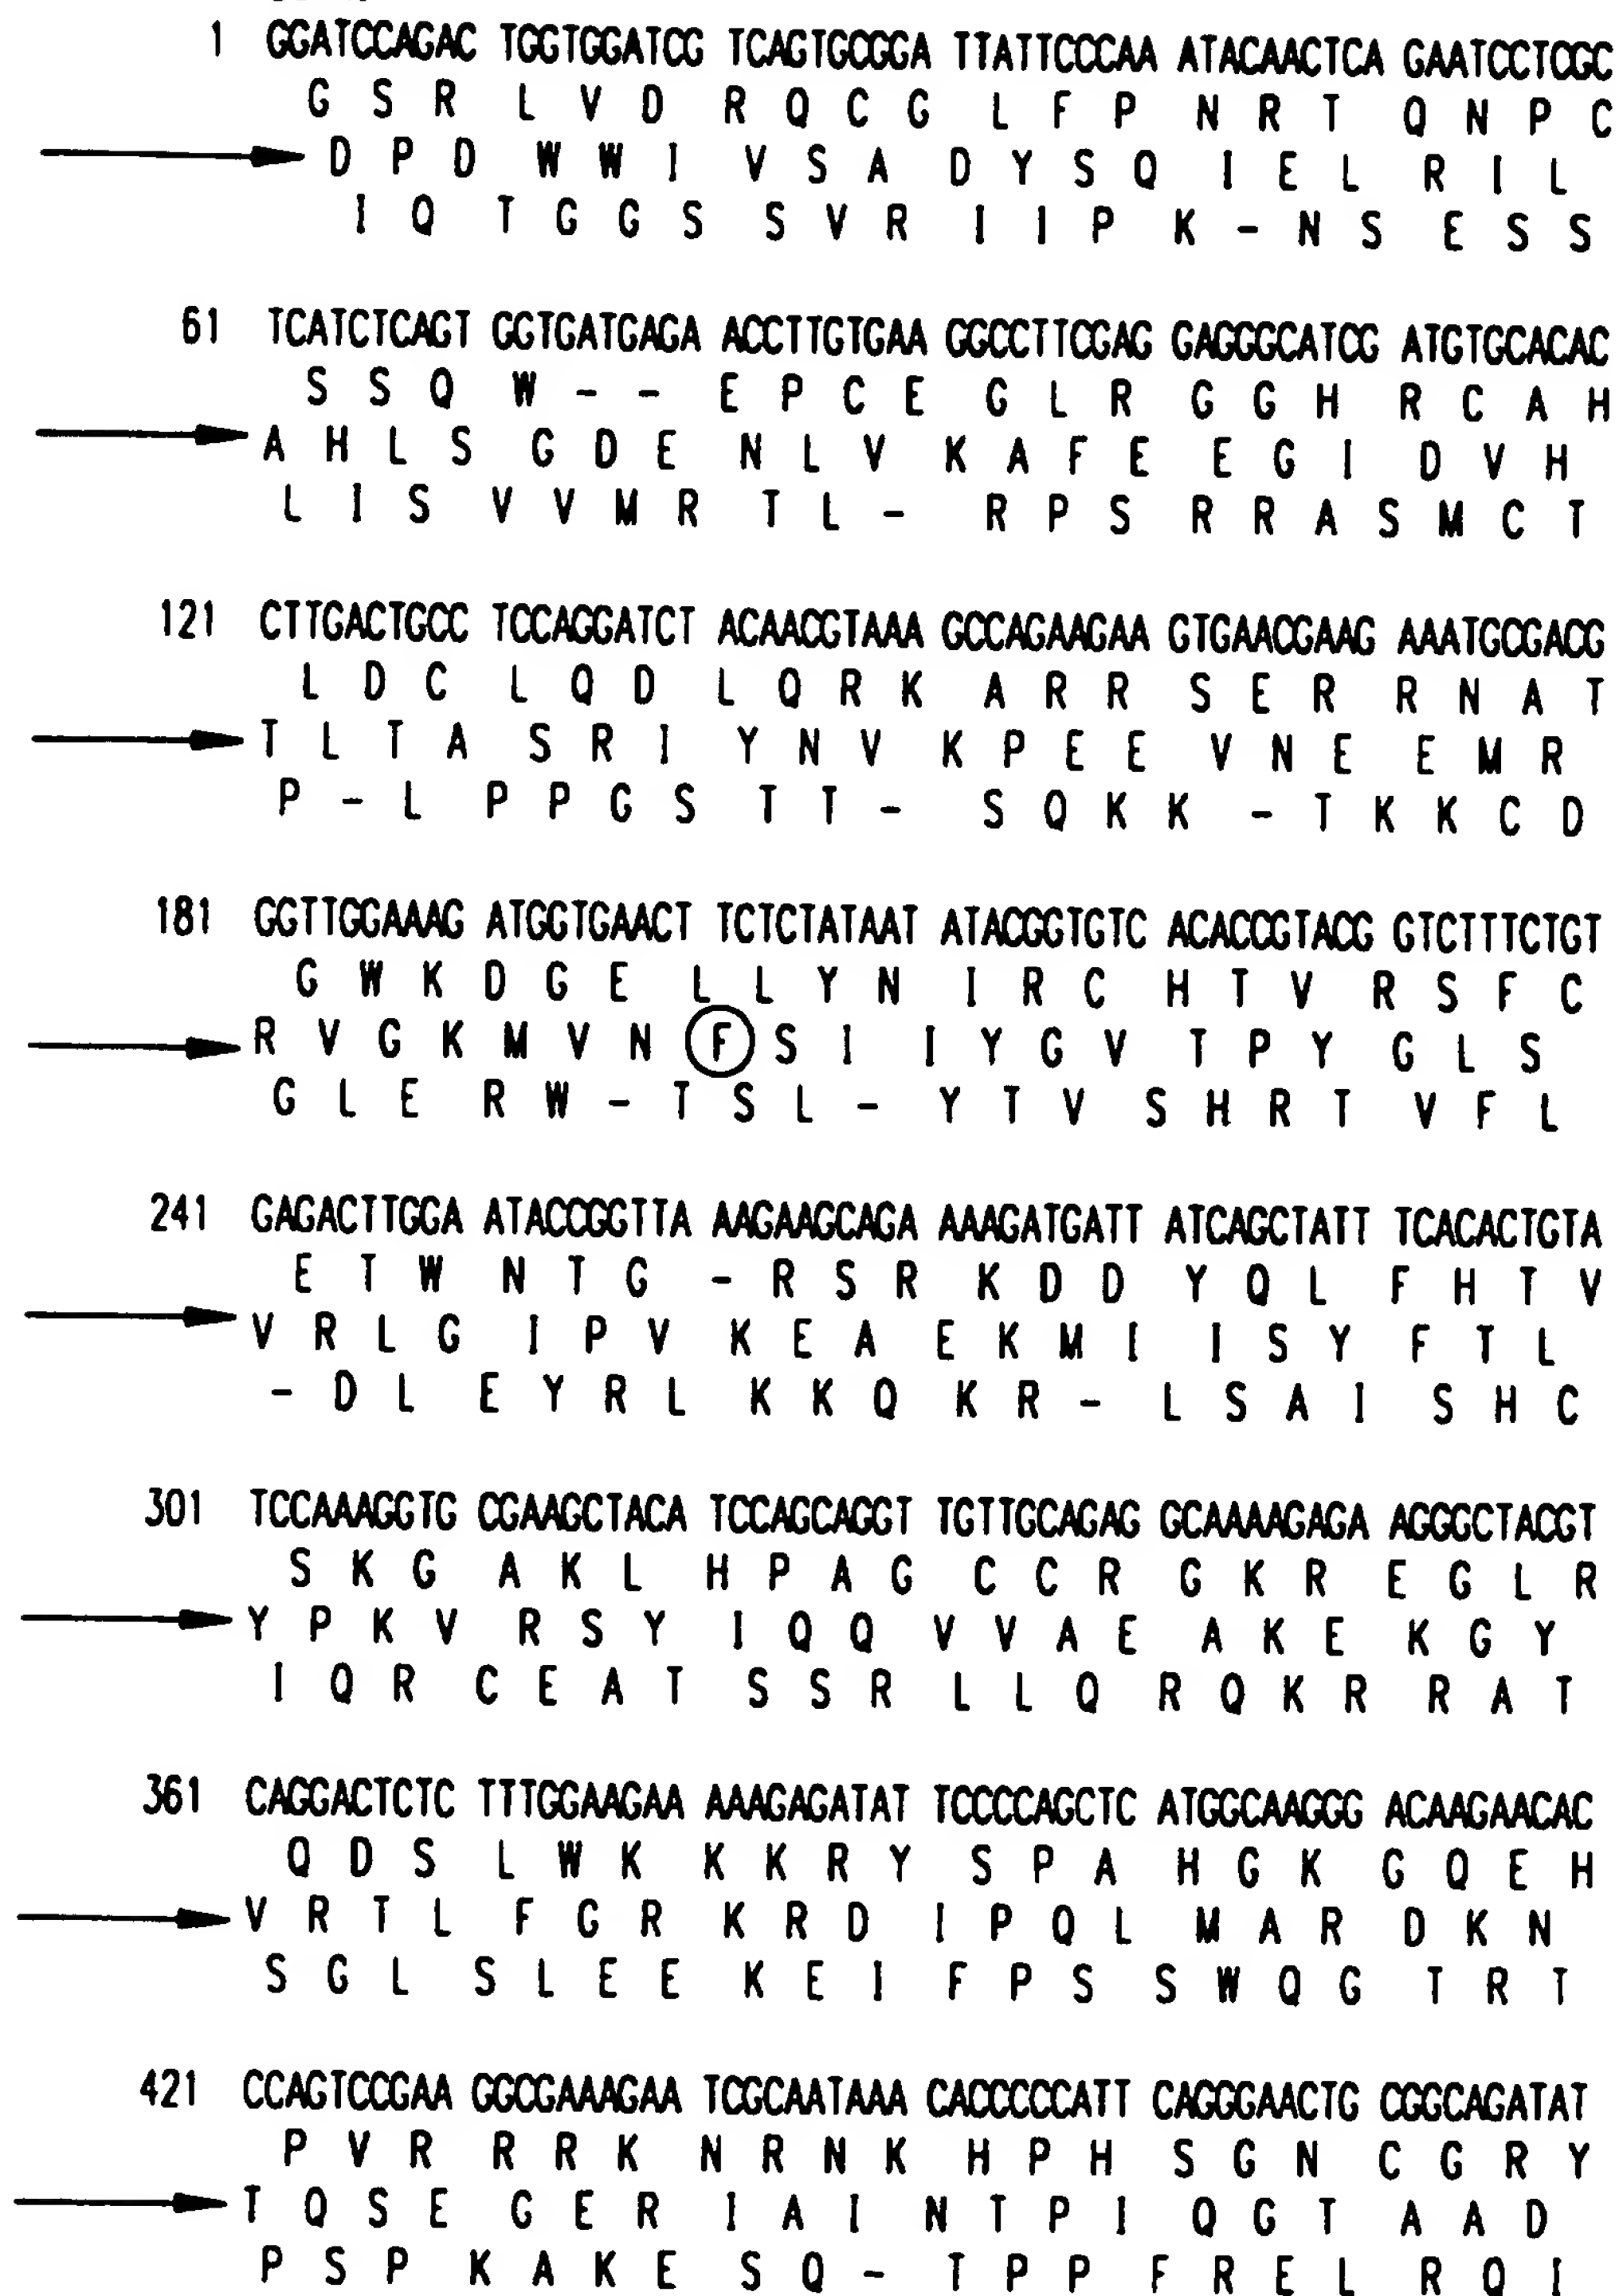 1 GGATCCAGAC TGGTGGATCG TCAGTGCGGA TTATTCCCAA ATACAACTCA GAATCCTCGC
G S R L V D R Q C G L F P N R T Q N P C
D P D W W I V S A D Y S Q I E L R I L
I Q T G G S S V R I I P K - N S E S S
61 TCATCTCAGT GGTGATGAGA ACCTTGTGAA GGCCTTCGAG GAGGGCATCG ATGTGCACAC
S S Q W - - E P C E G L R G G H R C A H
A H L S G D E N L V K A F E E G I D V H
L I S V V M R T L - R P S R R A S M C T
121 CTTGACTGCC TCCAGGATCT ACAACGTAAA GCCAGAAGAA GTGAACGAAG AAATGCGACG
L D C L Q D L Q R K A R R S E R R N A T
T L T A S R I Y N V K P E E V N E E M R
P - L P P G S T T - S Q K K - T K K C D
181 GGTTGGAAAG ATGGTGAACT TCTCTATAAT ATACGGTGTC ACACCGTACG GTCTTTCTGT
G W K D G E L L Y N I R C H T V R S F C
R V G K M V N F S I I Y G V T P Y G L S
G L E R W - T S L - Y T V S H R T V F L
241 GAGACTTGGA ATACCGGTTA AAGAAGCAGA AAAGATGATT ATCAGCTATT TCACACTGTA
E T W N T G - R S R K D D Y Q L F H T V
V R L G I P V K E A E K M I I S Y F T L
- D L E Y R L K K Q K R - L S A I S H C
301 TCCAAAGGTG CGAAGCTACA TCCAGCAGGT TGTTGCAGAG GCAAAAGAGA AGGGCTACGT
S K G A K L H P A G C C R G K R E G L R
Y P K V R S Y I Q Q V V A E A K E K G Y
I Q R C E A T S S R L L Q R Q K R R A T
361 CAGGACTCTC TTTGGAAGAA AAAGAGATAT TCCCCAGCTC ATGGCAAGGG ACAAGAACAC
Q D S L W K K K R Y S P A H G K G Q E H
V R T L F G R K R D I P Q L M A R D K N
S G L S L E E K E I F P S S W Q G T R T
421 CCAGTCCGAA GGCGAAAGAA TCGCAATAAA CACCCCCATT CAGGGAACTG CGGCAGATAT
P V R R R K N R N K H P H S G N C G R Y
T Q S E G E R I A I N T P I Q G T A A D
P S P K A K E S Q - T P P F R E L R Q I